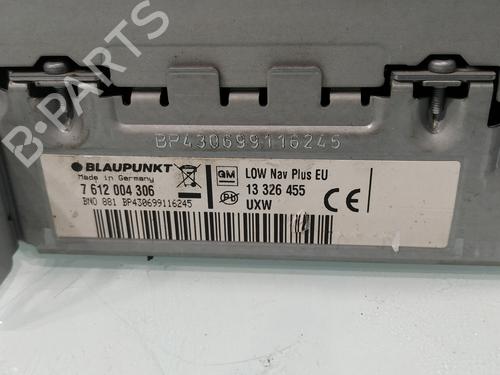 B-PARTS
BP430699116245
BLAUPUNKT
Made in Germany
7 612 004 306
BNO 881 BP430699116245
GM
LOW Nav Plus EU
13 326 455
UXW
Pb
CE